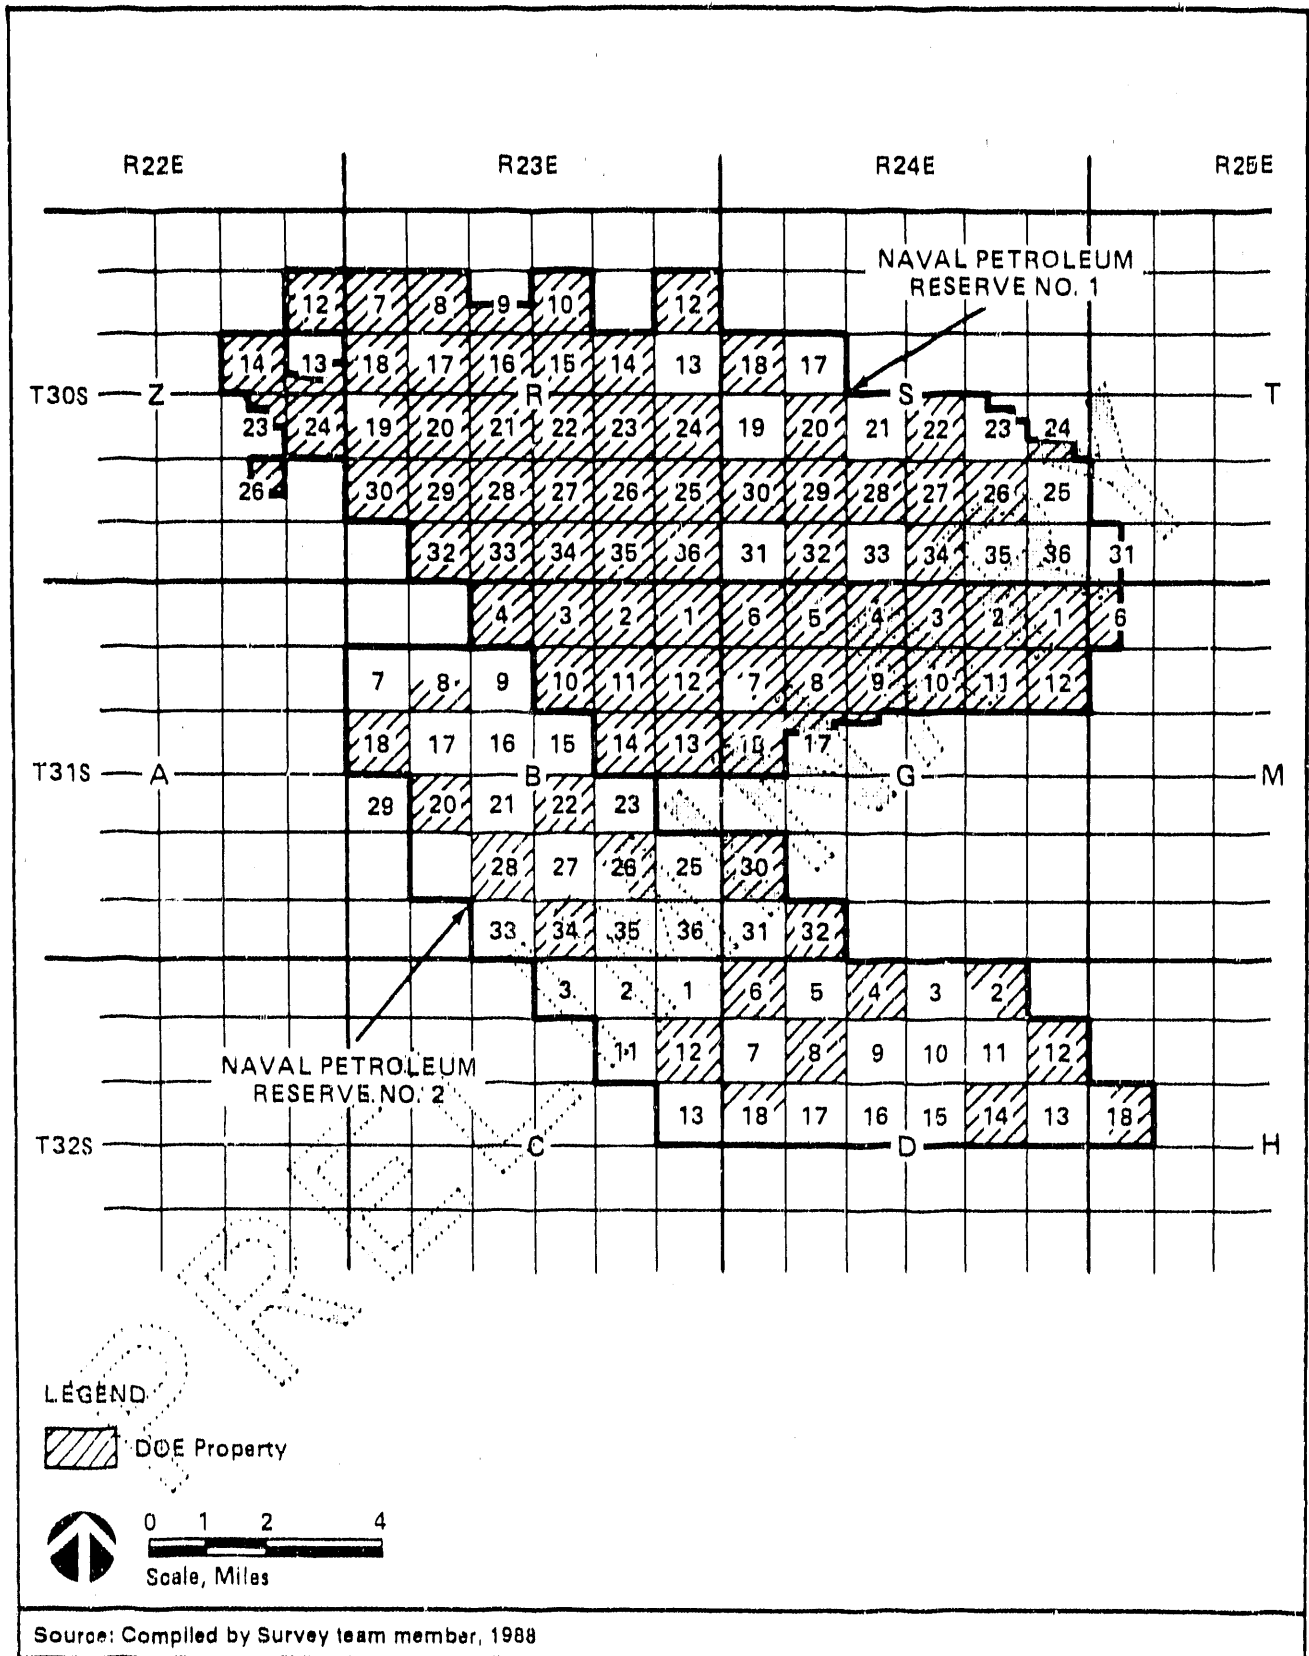 R22E R23E R24E R25E
NAVAL PETROLEUM
RESERVE NO. 1
12 7 8 9 10 12
14 13 18 17 16 15 14 13 18 17
T30S Z R S T
23 24 19 20 21 22 23 24 19 20 21 22 23 24
26 30 29 28 27 26 25 30 29 28 27 26 25
32 33 34 35 36 31 32 33 34 35 36 31
4 3 2 1 6 5 4 3 2 1 6
7 8 9 10 11 12 7 8 9 10 11 12
18 17 16 15 14 13 18 17
T31S A B G M
29 20 21 22 23
28 27 26 25 30
33 34 35 36 31 32
3 2 1 6 5 4 3 2
11 12 7 8 9 10 11 12
NAVAL PETROLEUM
RESERVE NO. 2
13 18 17 16 15 14 13 18
T32S C D H
LEGEND
DOE Property
0 1 2 4
Scale, Miles
Source: Compiled by Survey team member, 1988